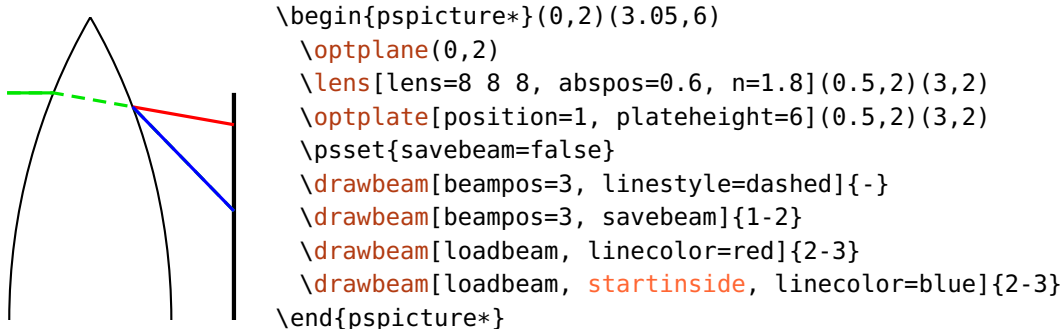 \begin{pspicture*}(0,2)(3.05,6)
\optplane(0,2)
\lens[lens=8 8 8, abspos=0.6, n=1.8](0.5,2)(3,2)
\optplate[position=1, plateheight=6](0.5,2)(3,2)
\psset{savebeam=false}
\drawbeam[beampos=3, linestyle=dashed]{-}
\drawbeam[beampos=3, savebeam]{1-2}
\drawbeam[loadbeam, linecolor=red]{2-3}
\drawbeam[loadbeam, startinside, linecolor=blue]{2-3}
\end{pspicture*}